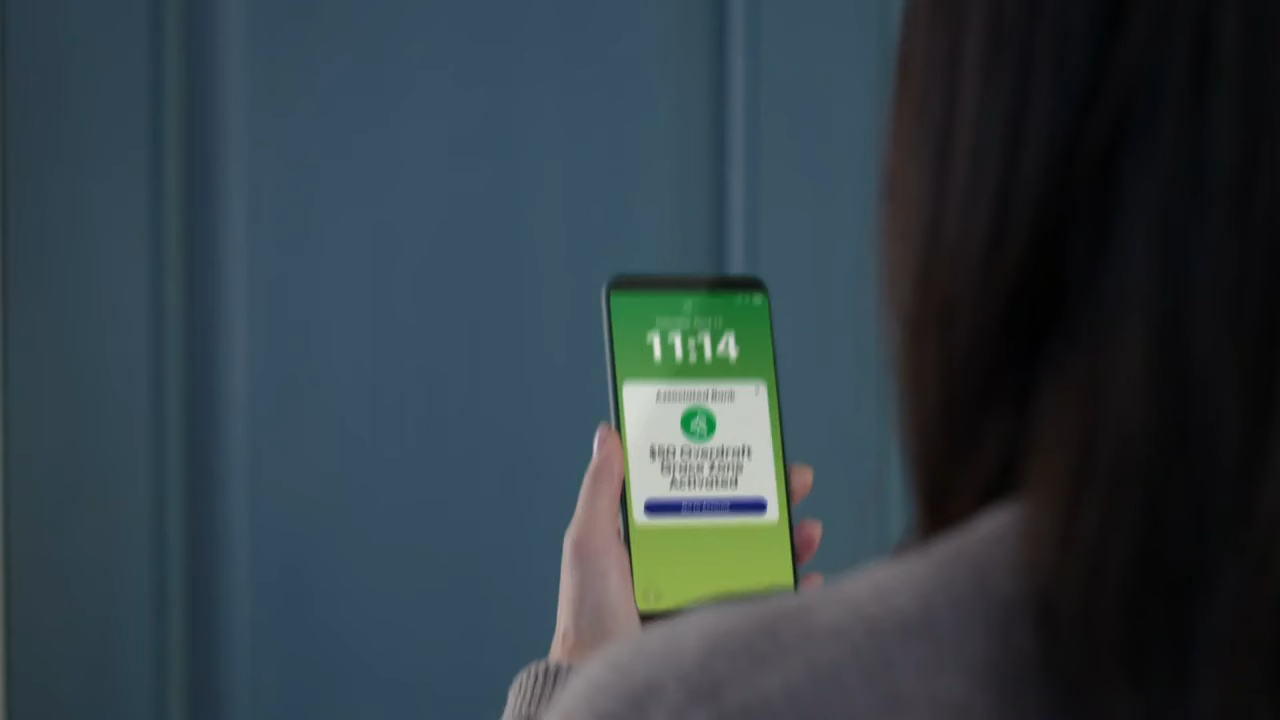 11:14
Associated Bank
$50 Overdraft
Grace Zone
Activated